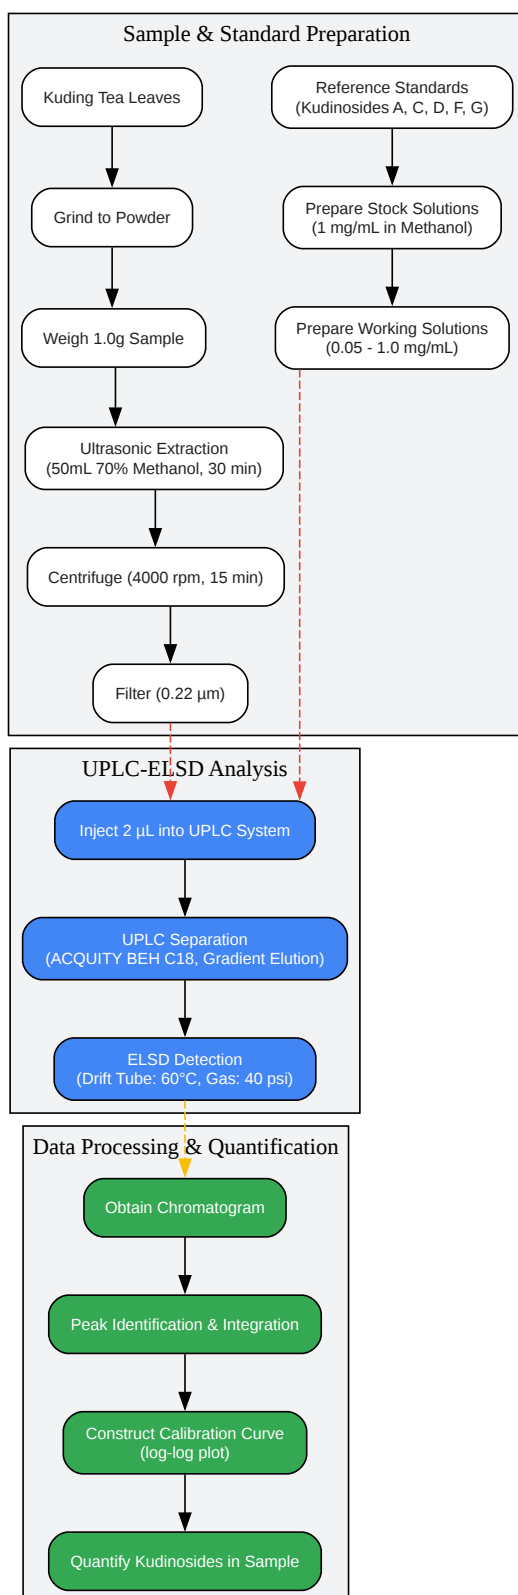 Sample & Standard Preparation
Kuding Tea Leaves
Grind to Powder
Weigh 1.0g Sample
Ultrasonic Extraction
(50mL 70% Methanol, 30 min)
Centrifuge (4000 rpm, 15 min)
Filter (0.22 µm)
Reference Standards
(Kudinosides A, C, D, F, G)
Prepare Stock Solutions
(1 mg/mL in Methanol)
Prepare Working Solutions
(0.05 - 1.0 mg/mL)
UPLC-ELSD Analysis
Inject 2 µL into UPLC System
UPLC Separation
(ACQUITY BEH C18, Gradient Elution)
ELSD Detection
(Drift Tube: 60°C, Gas: 40 psi)
Data Processing & Quantification
Obtain Chromatogram
Peak Identification & Integration
Construct Calibration Curve
(log-log plot)
Quantify Kudinosides in Sample